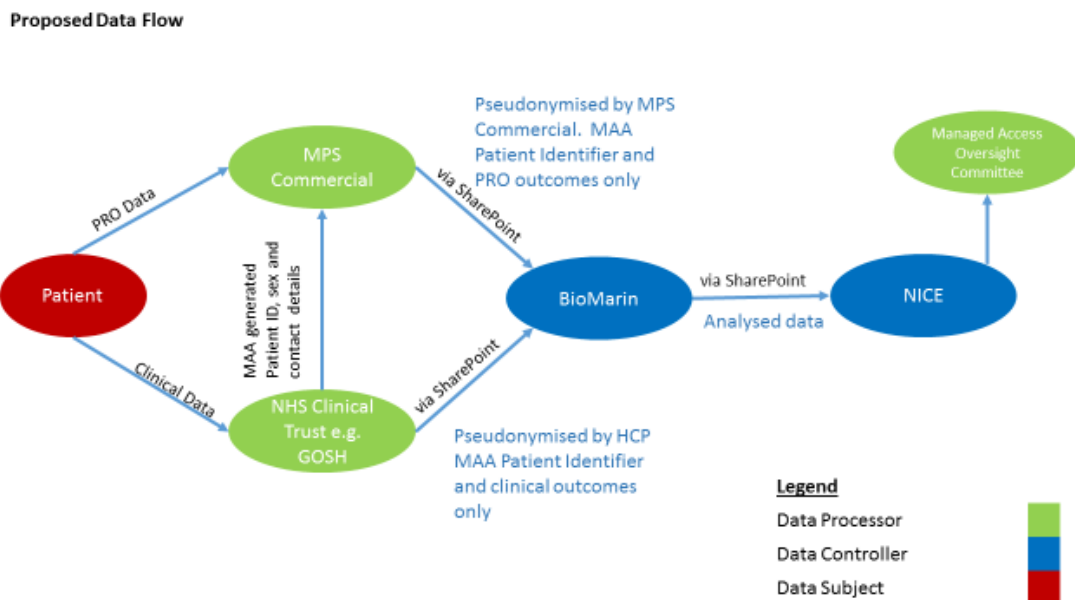 Proposed Data Flow
Pseudonymised by MPS
Commercial.  MAA
Patient Identifier and
PRO outcomes only
Managed Access
Oversight
Committee
MPS
Commercial
PRO Data
via SharePoint
MAA generated
Patient ID, sex and
contact details
Patient
BioMarin
via SharePoint
Analysed data
NICE
Clinical Data
via SharePoint
NHS Clinical
Trust e.g.
GOSH
Pseudonymised by HCP
MAA Patient Identifier
and clinical outcomes
only
Legend
Data Processor
Data Controller
Data Subject